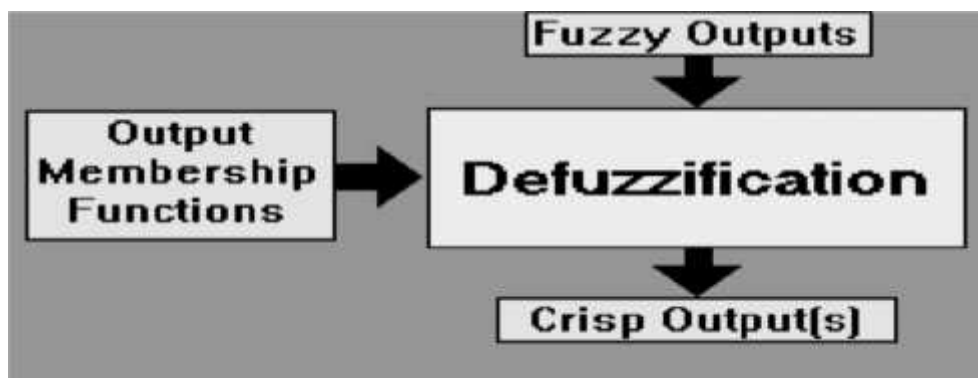 Fuzzy Outputs
Output
Membership
Functions
Defuzzification
Crisp Output(s)